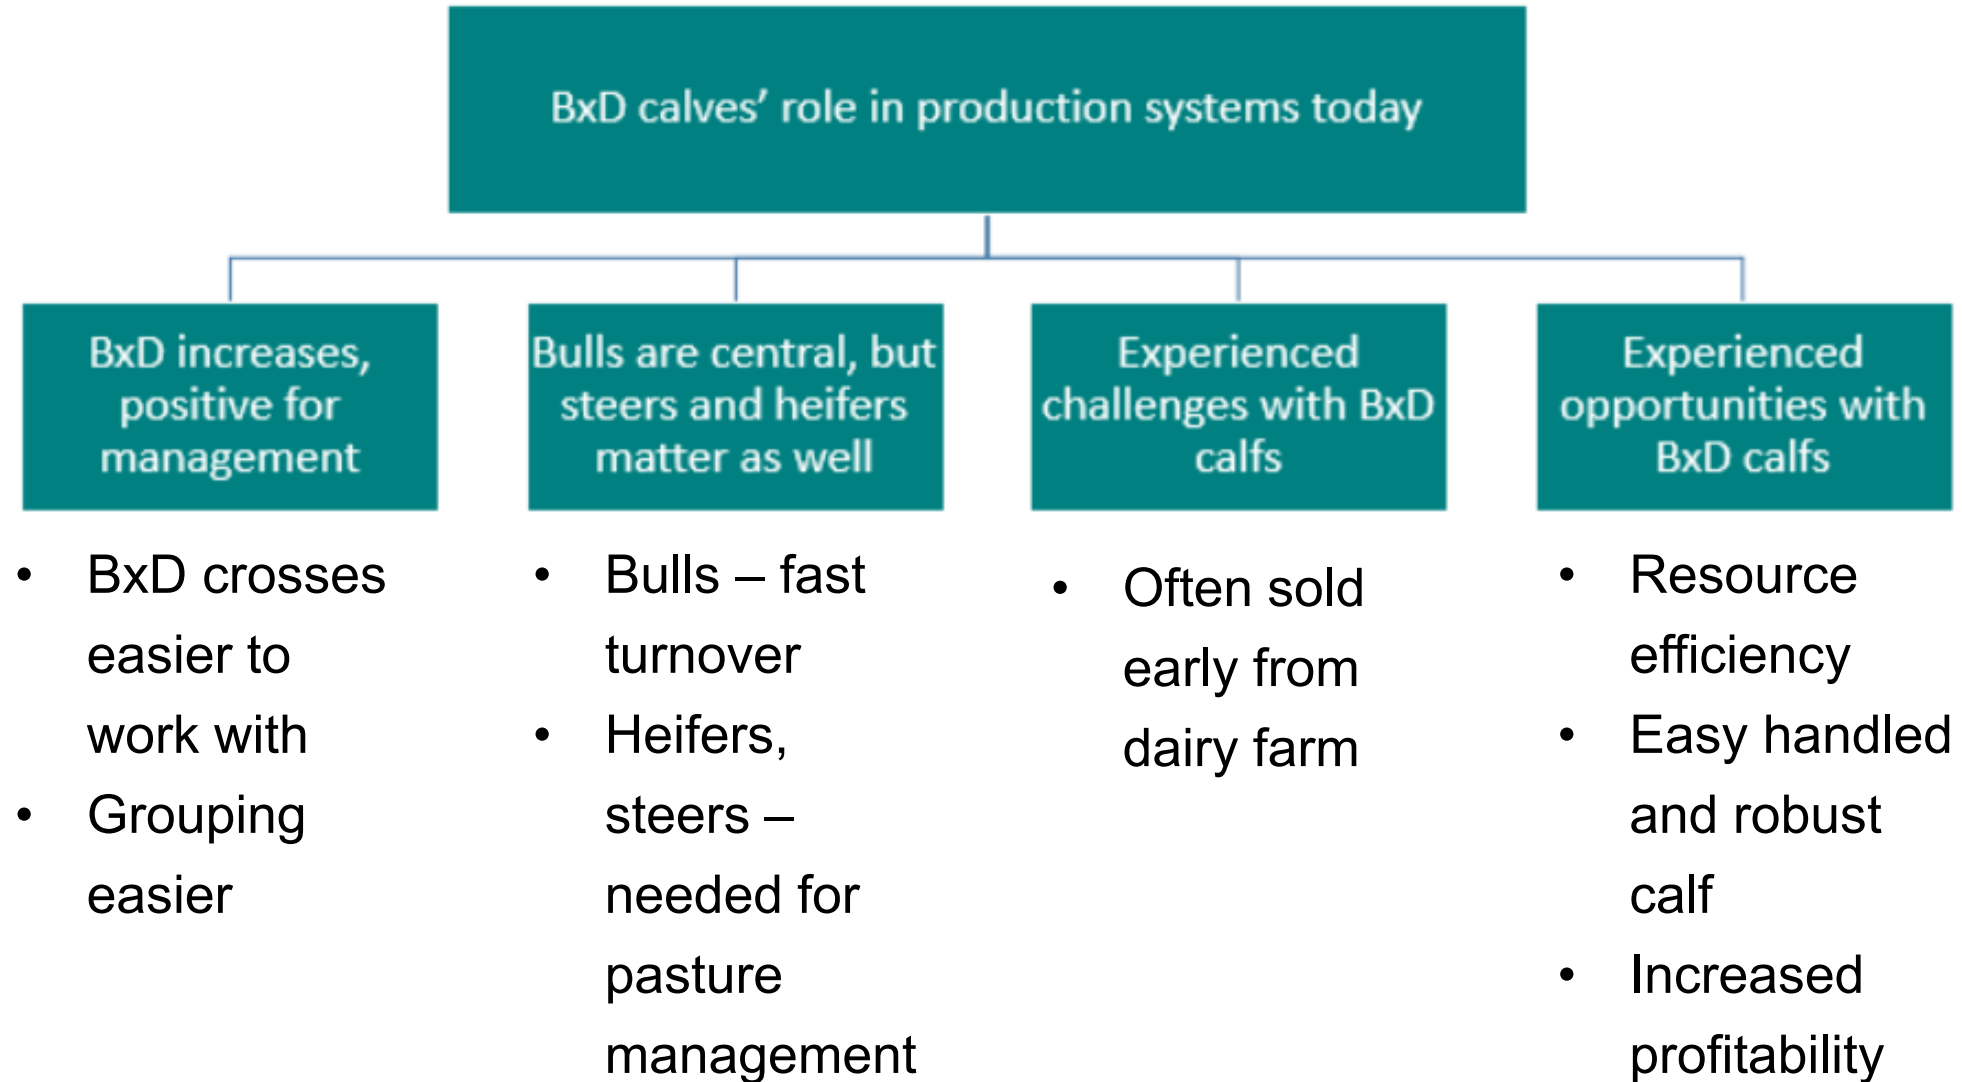 BxD calves’ role in production systems today
BxD increases,
positive for
management
Bulls are central, but
steers and heifers
matter as well
Experienced
challenges with BxD
calfs
Experienced
opportunities with
BxD calfs
• BxD crosses
easier to
work with
• Grouping
easier
• Bulls – fast
turnover
• Heifers,
steers –
needed for
pasture
management
• Often sold
early from
dairy farm
• Resource
efficiency
• Easy handled
and robust
calf
• Increased
profitability